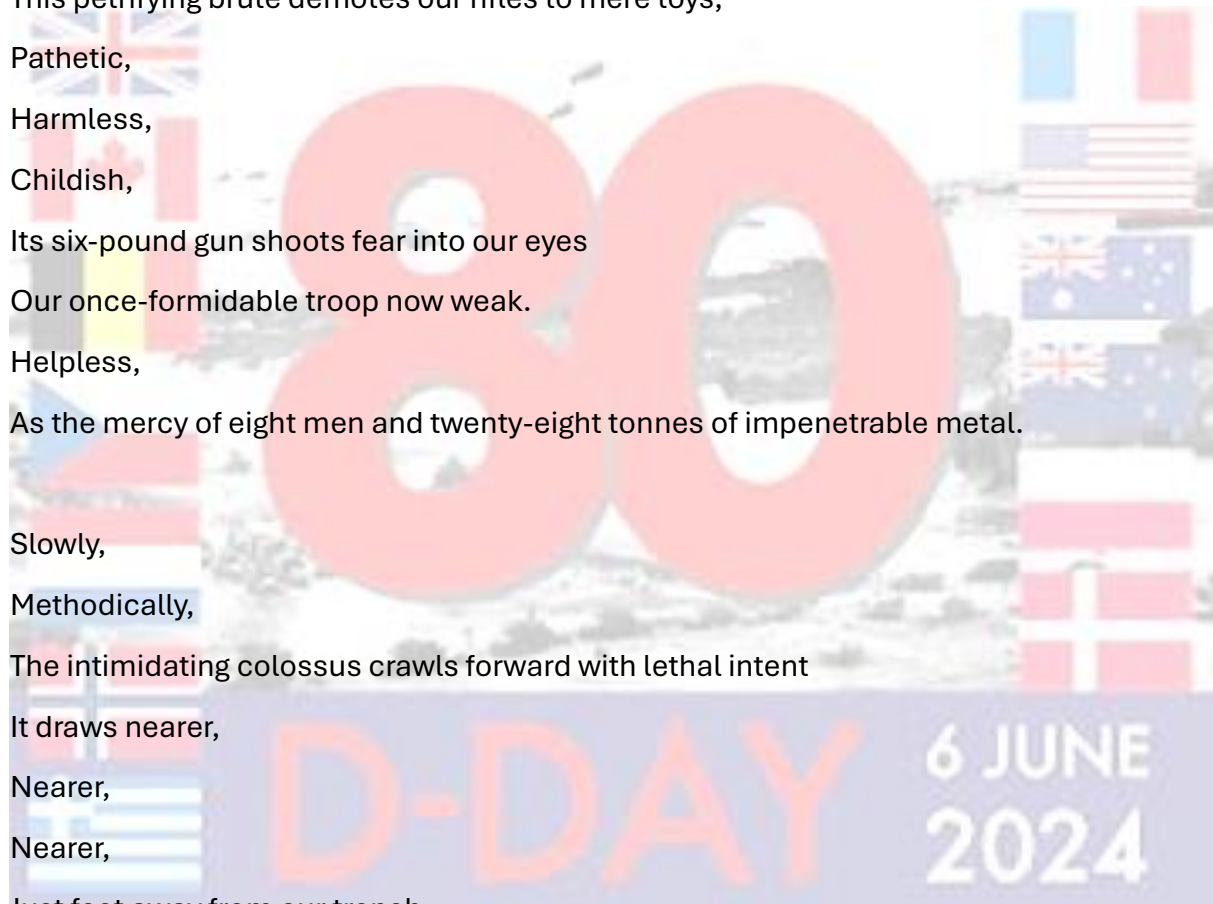 This petrifying brute demotes our rifles to mere toys,
Pathetic,
Harmless,
Childish,
Its six-pound gun shoots fear into our eyes
Our once-formidable troop now weak.
Helpless,
As the mercy of eight men and twenty-eight tonnes of impenetrable metal.
Slowly,
Methodically,
The intimidating colossus crawls forward with lethal intent
It draws nearer,
Nearer,
Nearer,
Just feet away from our trench
80
D-DAY
6 JUNE
2024